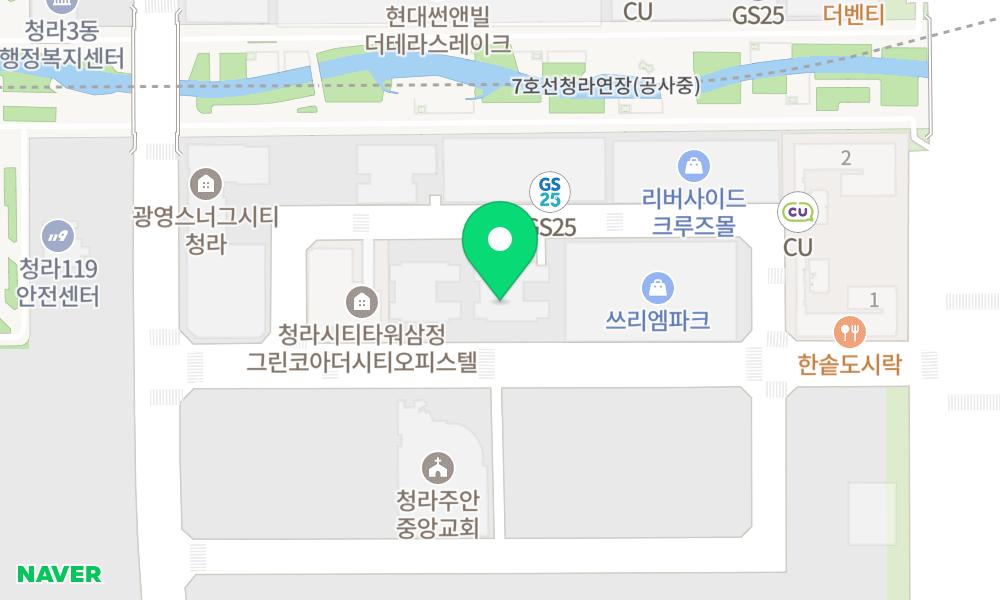 청라3동
행정복지센터
현대썬앤빌
더테라스레이크
CU
GS25
더벤티
7호선청라연장(공사중)
광영스너그시티
청라
GS
25
GS25
리버사이드
크루즈몰
2
CU
CU
119
청라119
안전센터
청라시티타워삼정
그린코아더시티오피스텔
쓰리엠파크
1
한솥도시락
청라주안
중앙교회
NAVER